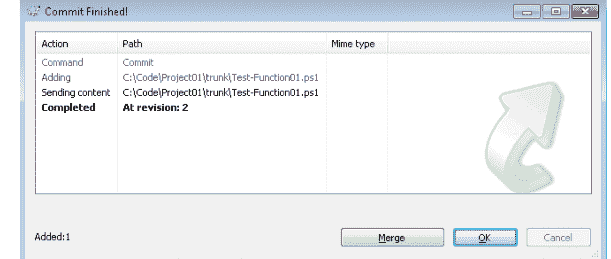 Commit Finished!
Action Path Mime type
Command Commit
Adding C:\Code\Project01\trunk\Test-Function01.ps1
Sending content C:\Code\Project01\trunk\Test-Function01.ps1
Completed At revision: 2
Added:1 Merge OK Cancel